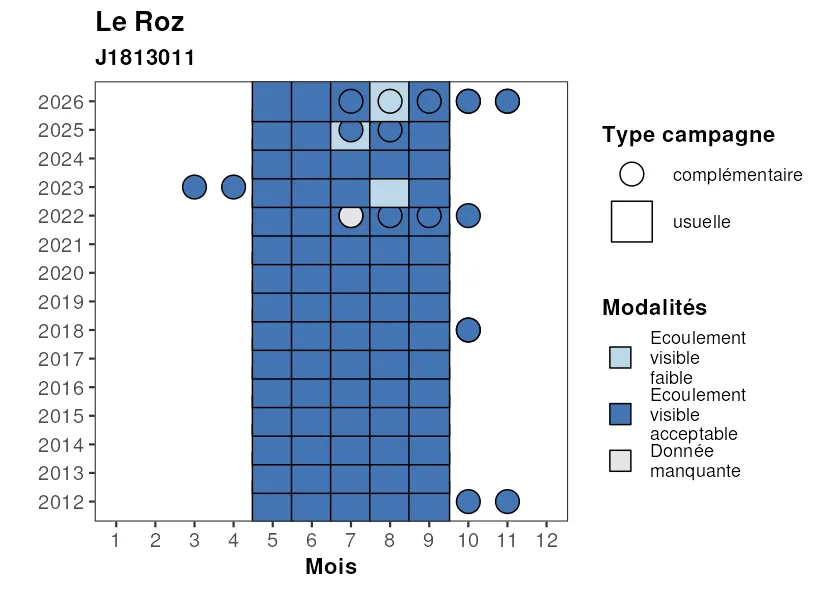 Le Roz
J1813011
2026
2025
2024
2023
2022
2021
2020
2019
2018
2017
2016
2015
2014
2013
2012
1 2 3 4 5 6 7 8 9 10 11 12
Mois
Type campagne
complémentaire
usuelle
Modalités
Ecoulement
visible
faible
Ecoulement
visible
acceptable
Donnée
manquante